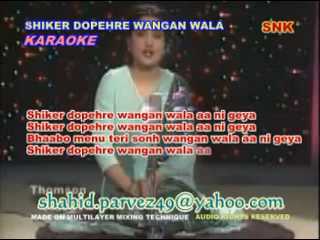 SHIKER DOPEHRE WANGAN WALA
SNK
KARAOKE
Shiker dopehre wangan wala aa ni geya
Shiker dopehre wangan wala aa ni geya
Bhaabo menu teri sonh wangan wala aa ni geya
Shiker dopehre wangan wala aa
Thomson
shahid.parvez49@yahoo.com
MADE ON MULTILAYER MIXING TECHNIQUE AUDIO RIGHTS RESERVED